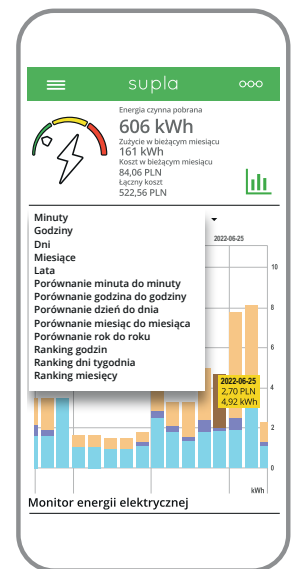 supla
Energia czynna pobrana
606 kWh
Zużycie w bieżącym miesiącu
161 kWh
Koszt w bieżącym miesiącu
84,06 PLN
Łączny koszt
522,56 PLN
Minuty
Godziny
Dni
Miesiące
Lata
Porównanie minuta do minuty
Porównanie godzina do godziny
Porównanie dzień do dnia
Porównanie miesiąc do miesiąca
Porównanie rok do roku
Ranking godzin
Ranking dni tygodnia
Ranking miesięcy
2022-06-25
10
6
4
2
0
2022-06-25
2,70 PLN
4,92 kWh
kWh
Monitor energii elektrycznej